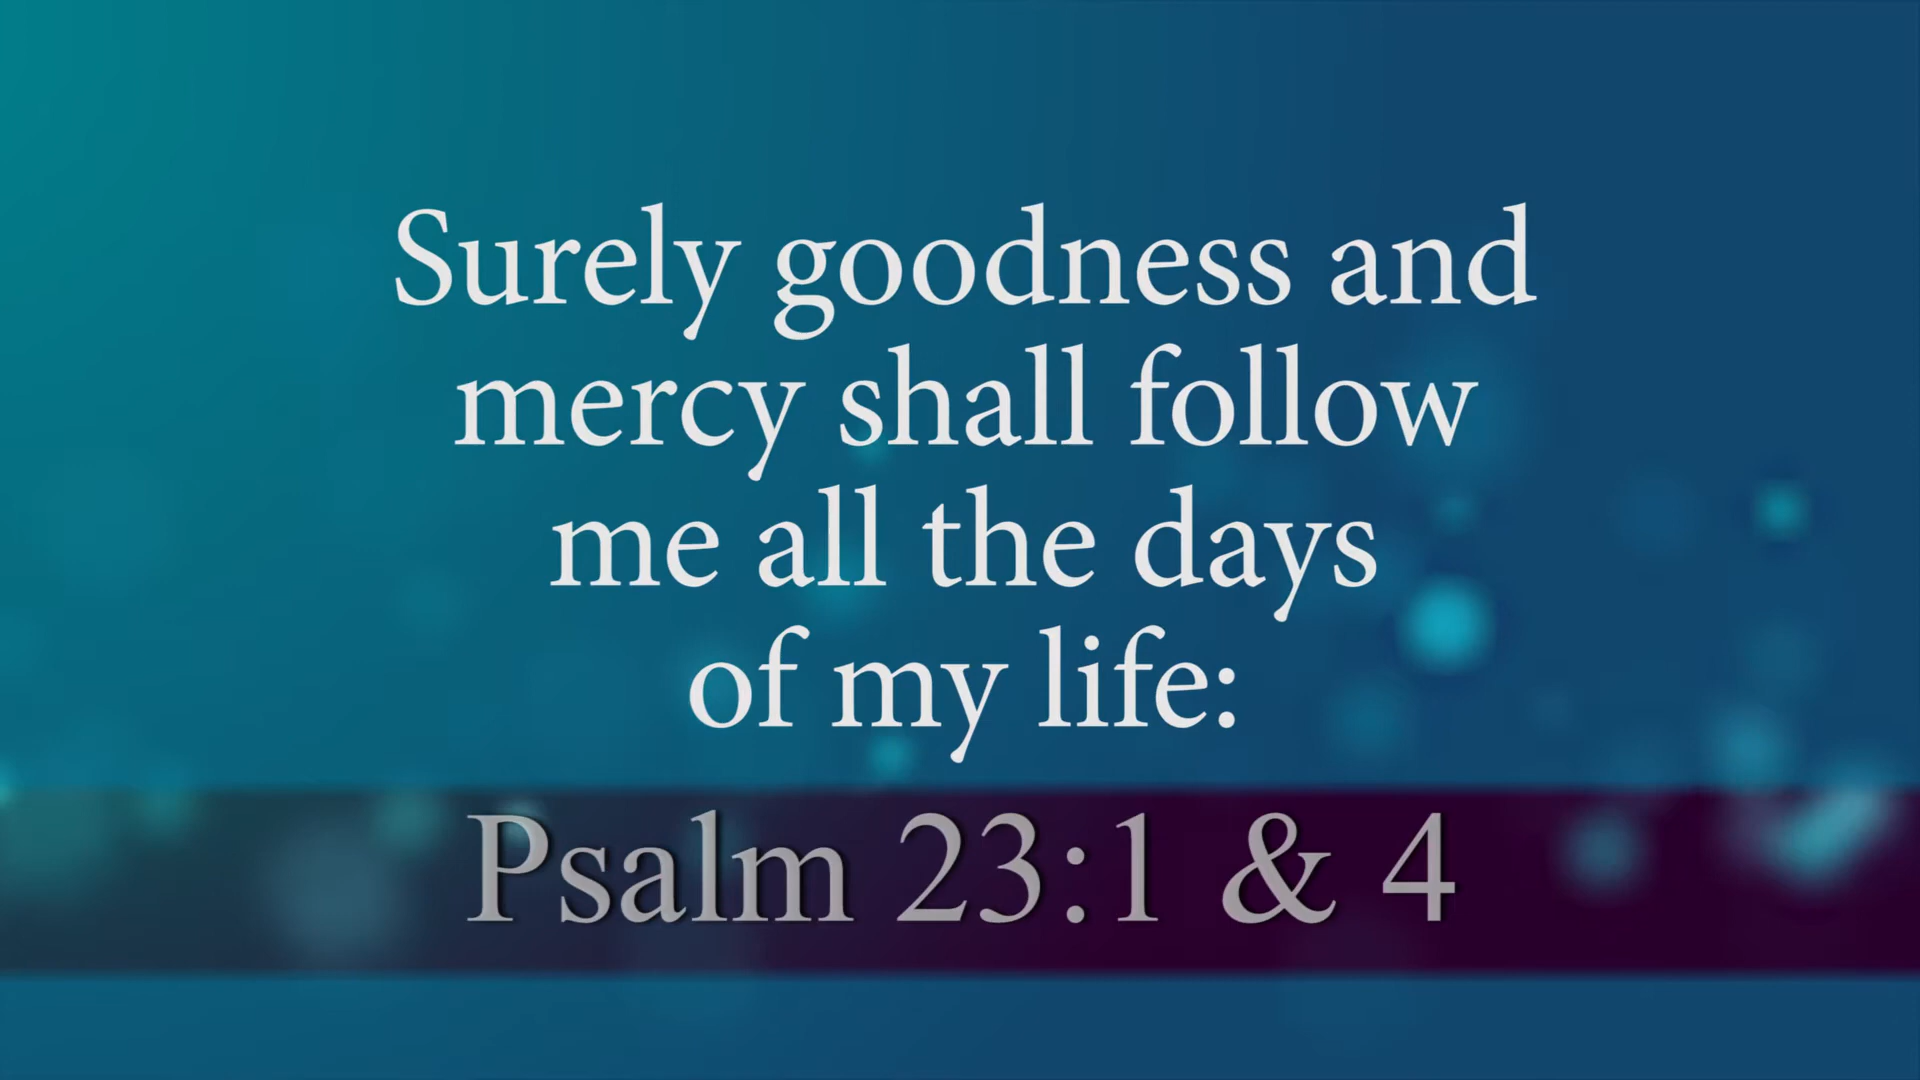 Surely goodness and
mercy shall follow
me all the days
of my life:
Psalm 23:1 & 4